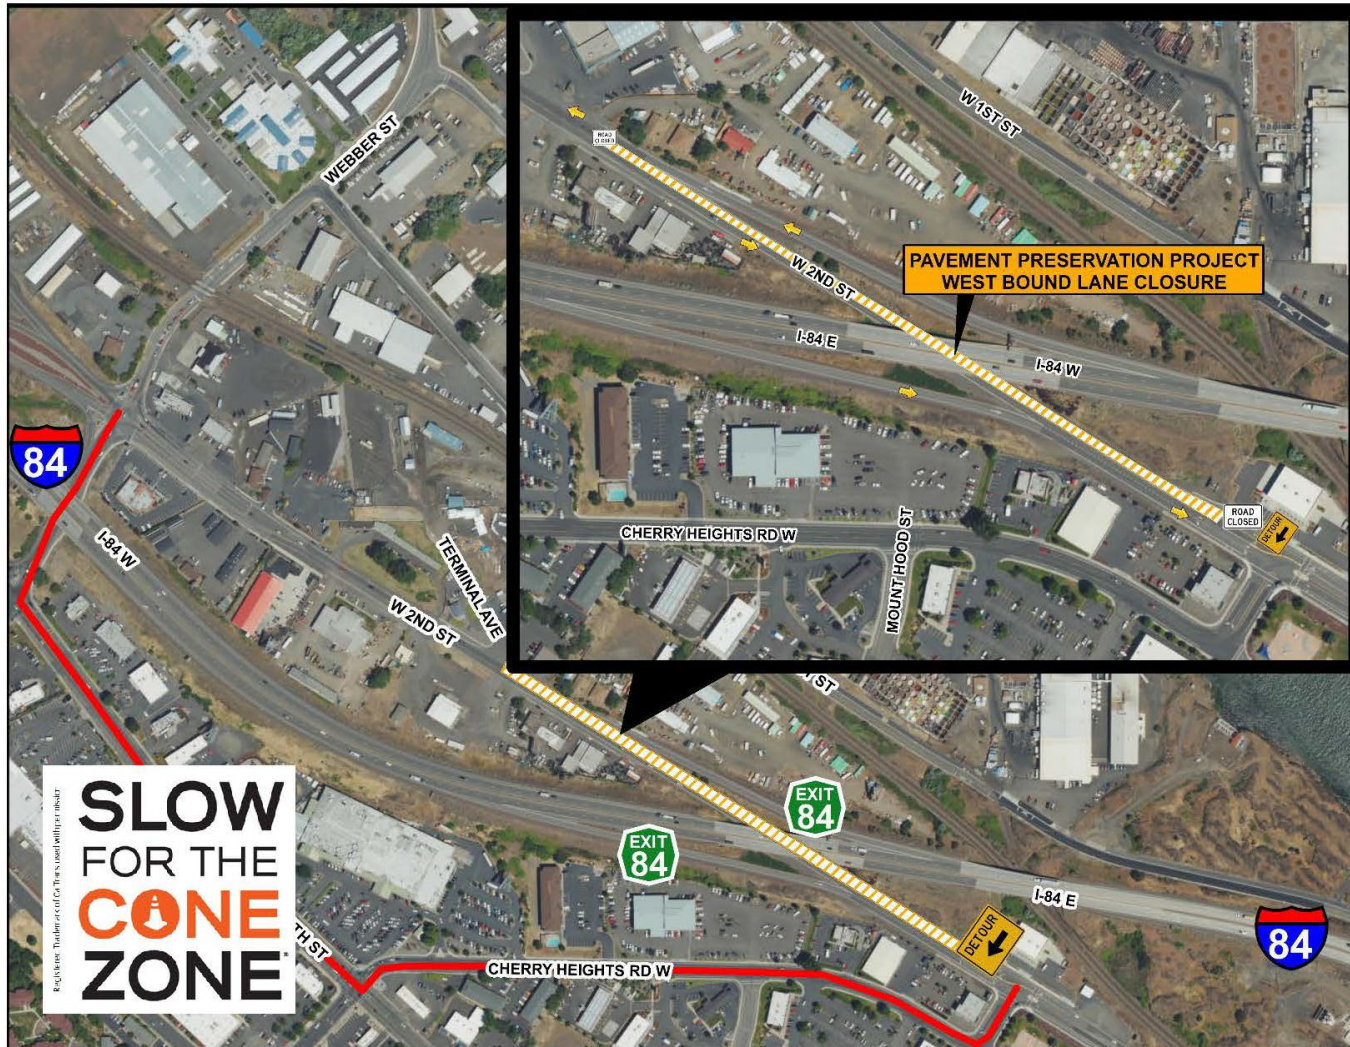 WEBBER ST
W 1ST ST
ROAD
CLOSED
PAVEMENT PRESERVATION PROJECT
WEST BOUND LANE CLOSURE
W 2ND ST
I-84 E
I-84 W
ROAD
CLOSED
DETOUR
CHERRY HEIGHTS RD W
MOUNT HOOD ST
84
I-84 W
TERMINAL AVE
W 2ND ST
ST
EXIT
84
EXIT
84
I-84 E
84
DETOUR
TH ST
CHERRY HEIGHTS RD W
SLOW
FOR THE
CONE
ZONE®